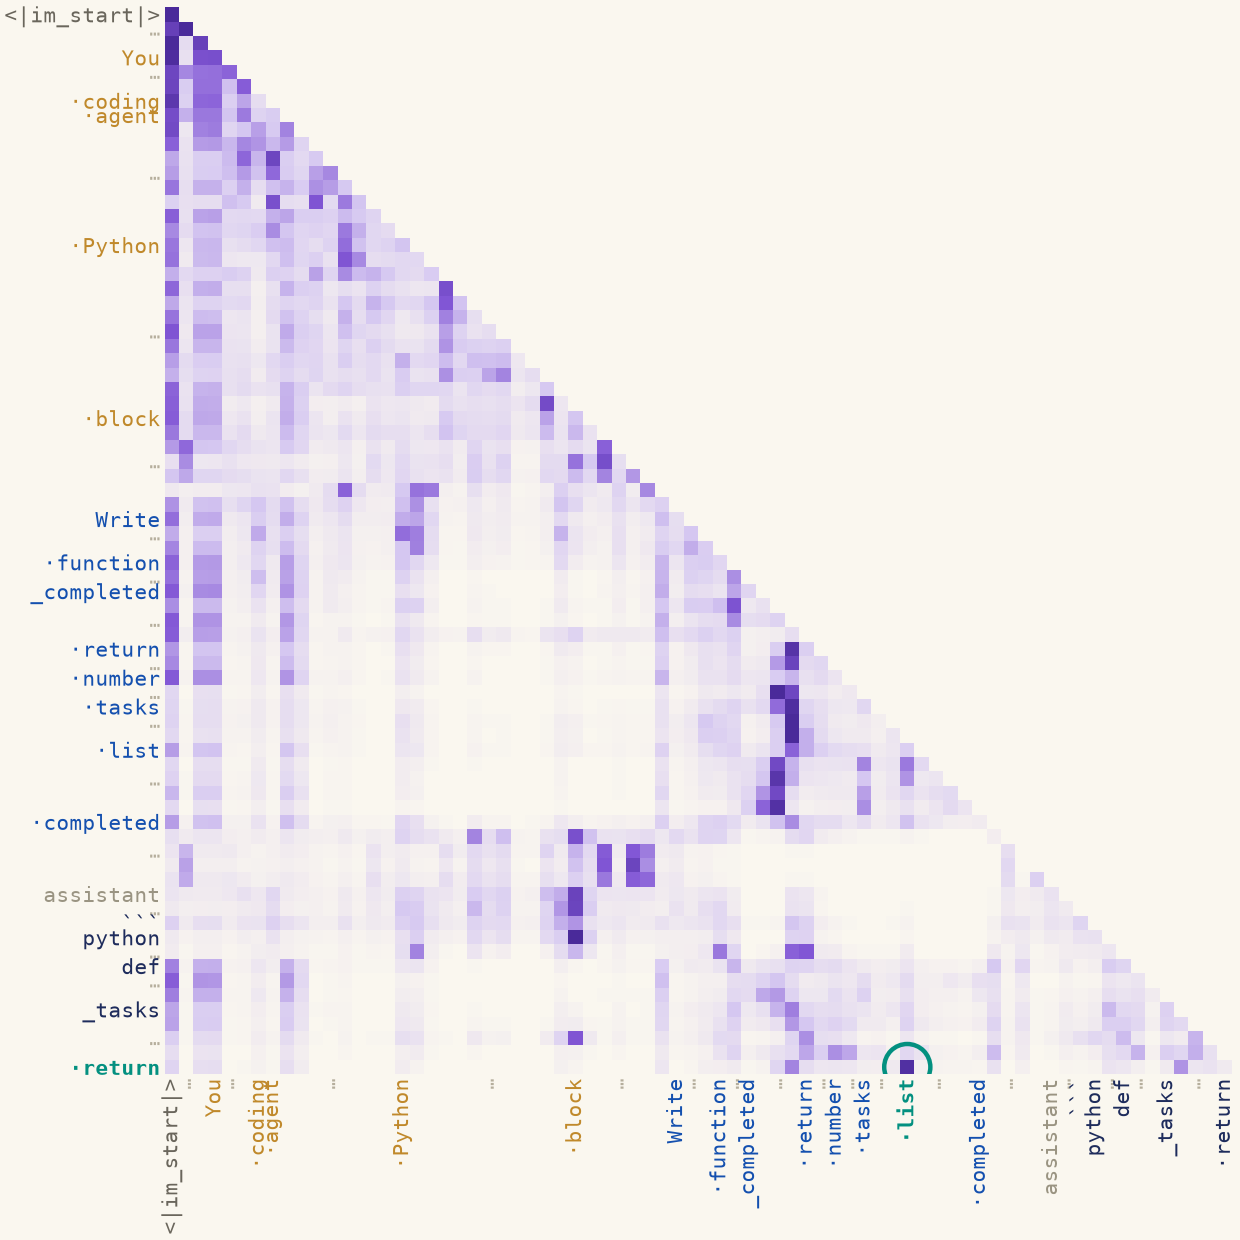 <|im_start|>
…
You
…
·coding
·agent
…
·Python
…
·block
…
Write
…
·function
…
_completed
…
·return
…
·number
…
·tasks
…
·list
…
·completed
…
assistant
…
```
python
…
def
…
_tasks
…
·return
<|im_start|>
…
You
…
·coding
·agent
…
·Python
…
·block
…
Write
…
·function
…
_completed
…
·return
…
·number
…
·tasks
…
·list
…
·completed
…
assistant
…
```
python
…
def
…
_tasks
…
·return